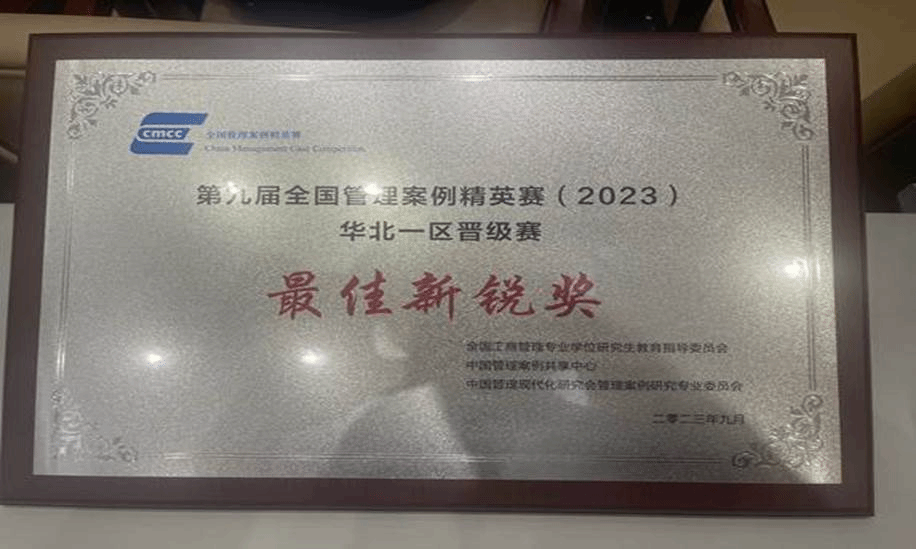 cmcc
全国管理案例精英赛
China Management Case Competition
第九届全国管理案例精英赛（2023）
华北一区晋级赛
最佳新锐奖
全国工商管理专业学位研究生教育指导委员会
中国管理案例共享中心
中国管理现代化研究会管理案例研究专业委员会
二零二三年九月